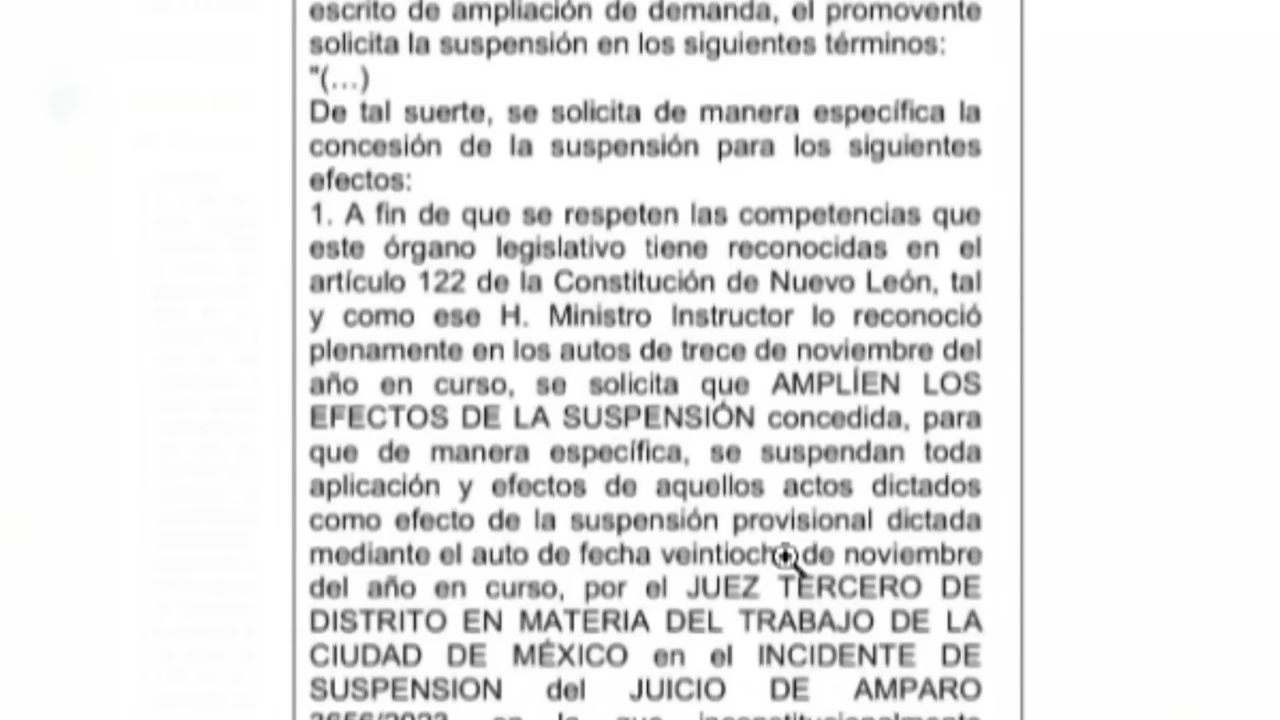 escrito de ampliación de demanda, el promovente
solicita la suspensión en los siguientes términos:
"(...)
De tal suerte, se solicita de manera específica la
concesión de la suspensión para los siguientes
efectos:
1. A fin de que se respeten las competencias que
este órgano legislativo tiene reconocidas en el
artículo 122 de la Constitución de Nuevo León, tal
y como ese H. Ministro Instructor lo reconoció
plenamente en los autos de trece de noviembre del
año en curso, se solicita que AMPLÍEN LOS
EFECTOS DE LA SUSPENSIÓN concedida, para
que de manera específica, se suspendan toda
aplicación y efectos de aquellos actos dictados
como efecto de la suspensión provisional dictada
mediante el auto de fecha veintiocho de noviembre
del año en curso, por el JUEZ TERCERO DE
DISTRITO EN MATERIA DEL TRABAJO DE LA
CIUDAD DE MÉXICO en el INCIDENTE DE
SUSPENSION del JUICIO DE AMPARO
en lo que inconstitucionalmente